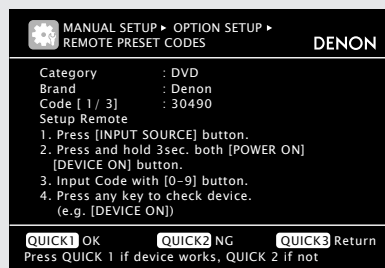 MANUAL SETUP ▸ OPTION SETUP ▸
REMOTE PRESET CODES
DENON
Category : DVD
Brand : Denon
Code [ 1/ 3] : 30490
Setup Remote
1. Press [INPUT SOURCE] button.
2. Press and hold 3sec. both [POWER ON]
[DEVICE ON] button.
3. Input Code with [0–9] button.
4. Press any key to check device.
(e.g. [DEVICE ON])
QUICK1 OK QUICK2 NG QUICK3 Return
Press QUICK 1 if device works, QUICK 2 if not